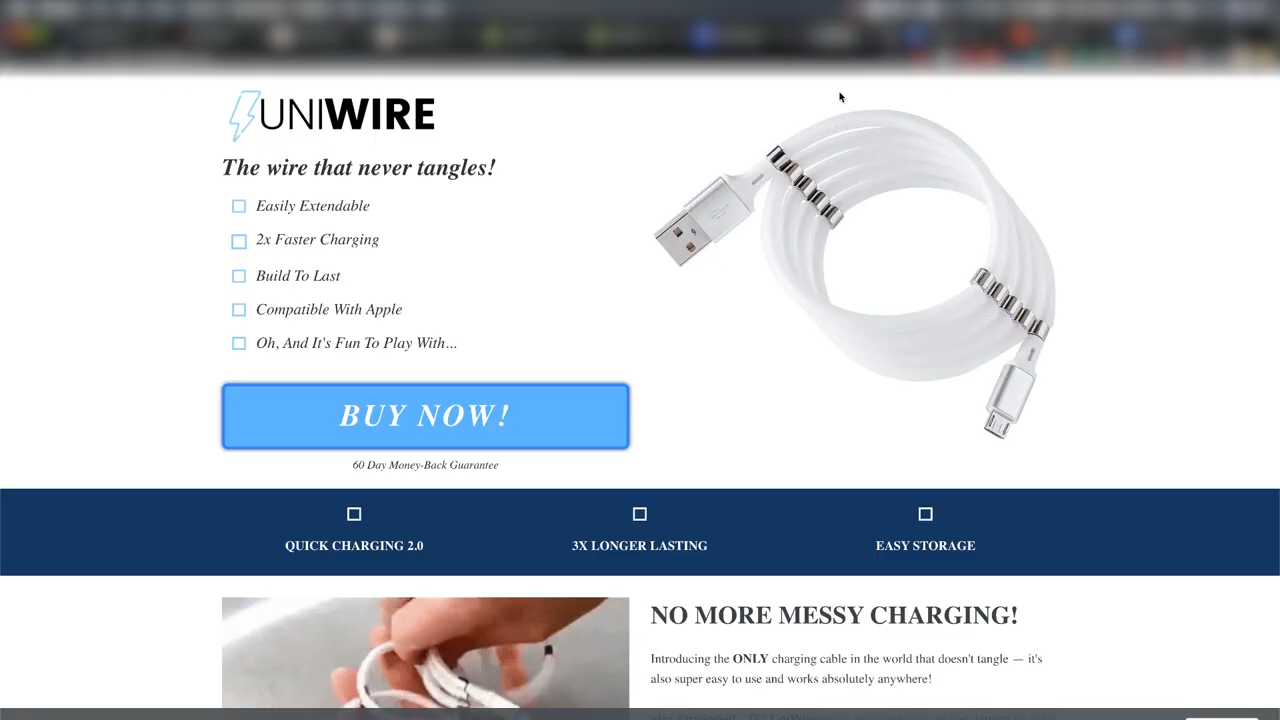 UNIWIRE
The wire that never tangles!
Easily Extendable
2x Faster Charging
Build To Last
Compatible With Apple
Oh, And It's Fun To Play With...
BUY NOW!
60 Day Money-Back Guarantee
QUICK CHARGING 2.0
3X LONGER LASTING
EASY STORAGE
NO MORE MESSY CHARGING!
Introducing the ONLY charging cable in the world that doesn't tangle — it's
also super easy to use and works absolutely anywhere!